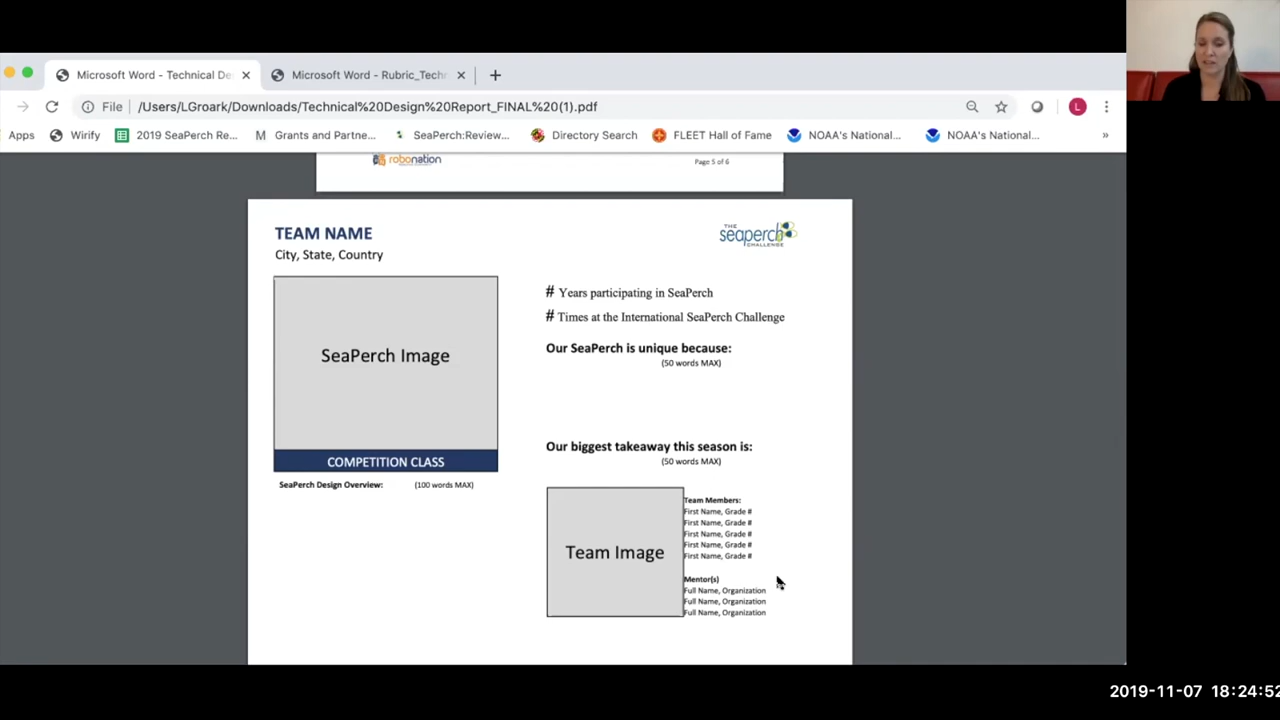 Microsoft Word - Technical De
Microsoft Word - Rubric_Tech
File
/Users/LGroark/Downloads/Technical%20Design%20Report_FINAL%20(1).pdf
L
Apps
Wirify
2019 SeaPerch Re...
Grants and Partne...
SeaPerch:Review...
Directory Search
FLEET Hall of Fame
NOAA's National...
NOAA's National...
»
robonation
Page 5 of 6
TEAM NAME
City, State, Country
THE
seaperch
CHALLENGE
SeaPerch Image
COMPETITION CLASS
SeaPerch Design Overview: (100 words MAX)
# Years participating in SeaPerch
# Times at the International SeaPerch Challenge
Our SeaPerch is unique because:
(50 words MAX)
Our biggest takeaway this season is:
(50 words MAX)
Team Image
Team Members:
First Name, Grade #
First Name, Grade #
First Name, Grade #
First Name, Grade #
First Name, Grade #
Mentor(s)
Full Name, Organization
Full Name, Organization
Full Name, Organization
2019-11-07 18:24:52